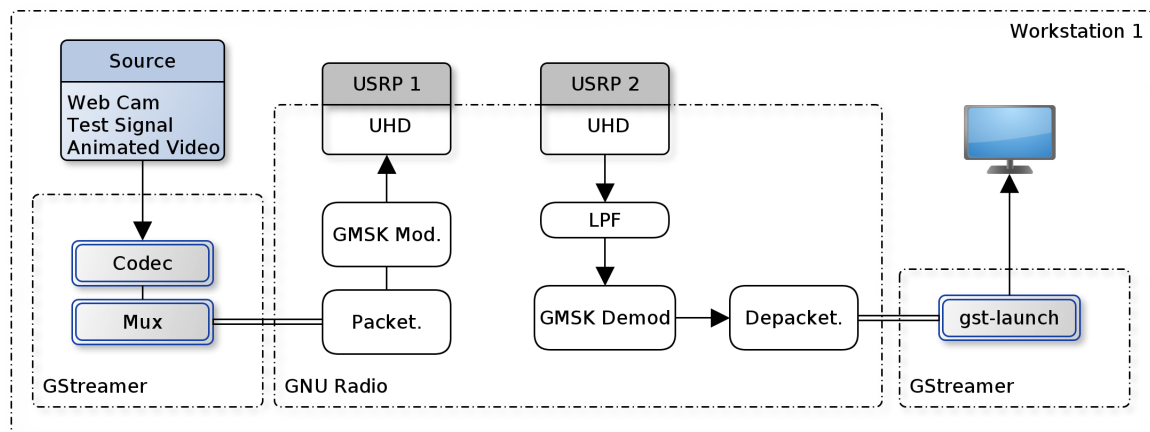 Workstation 1
Source
Web Cam
Test Signal
Animated Video
Codec
Mux
GStreamer
USRP 1
UHD
GMSK Mod.
Packet.
GNU Radio
USRP 2
UHD
LPF
GMSK Demod
Depacket.
gst-launch
GStreamer